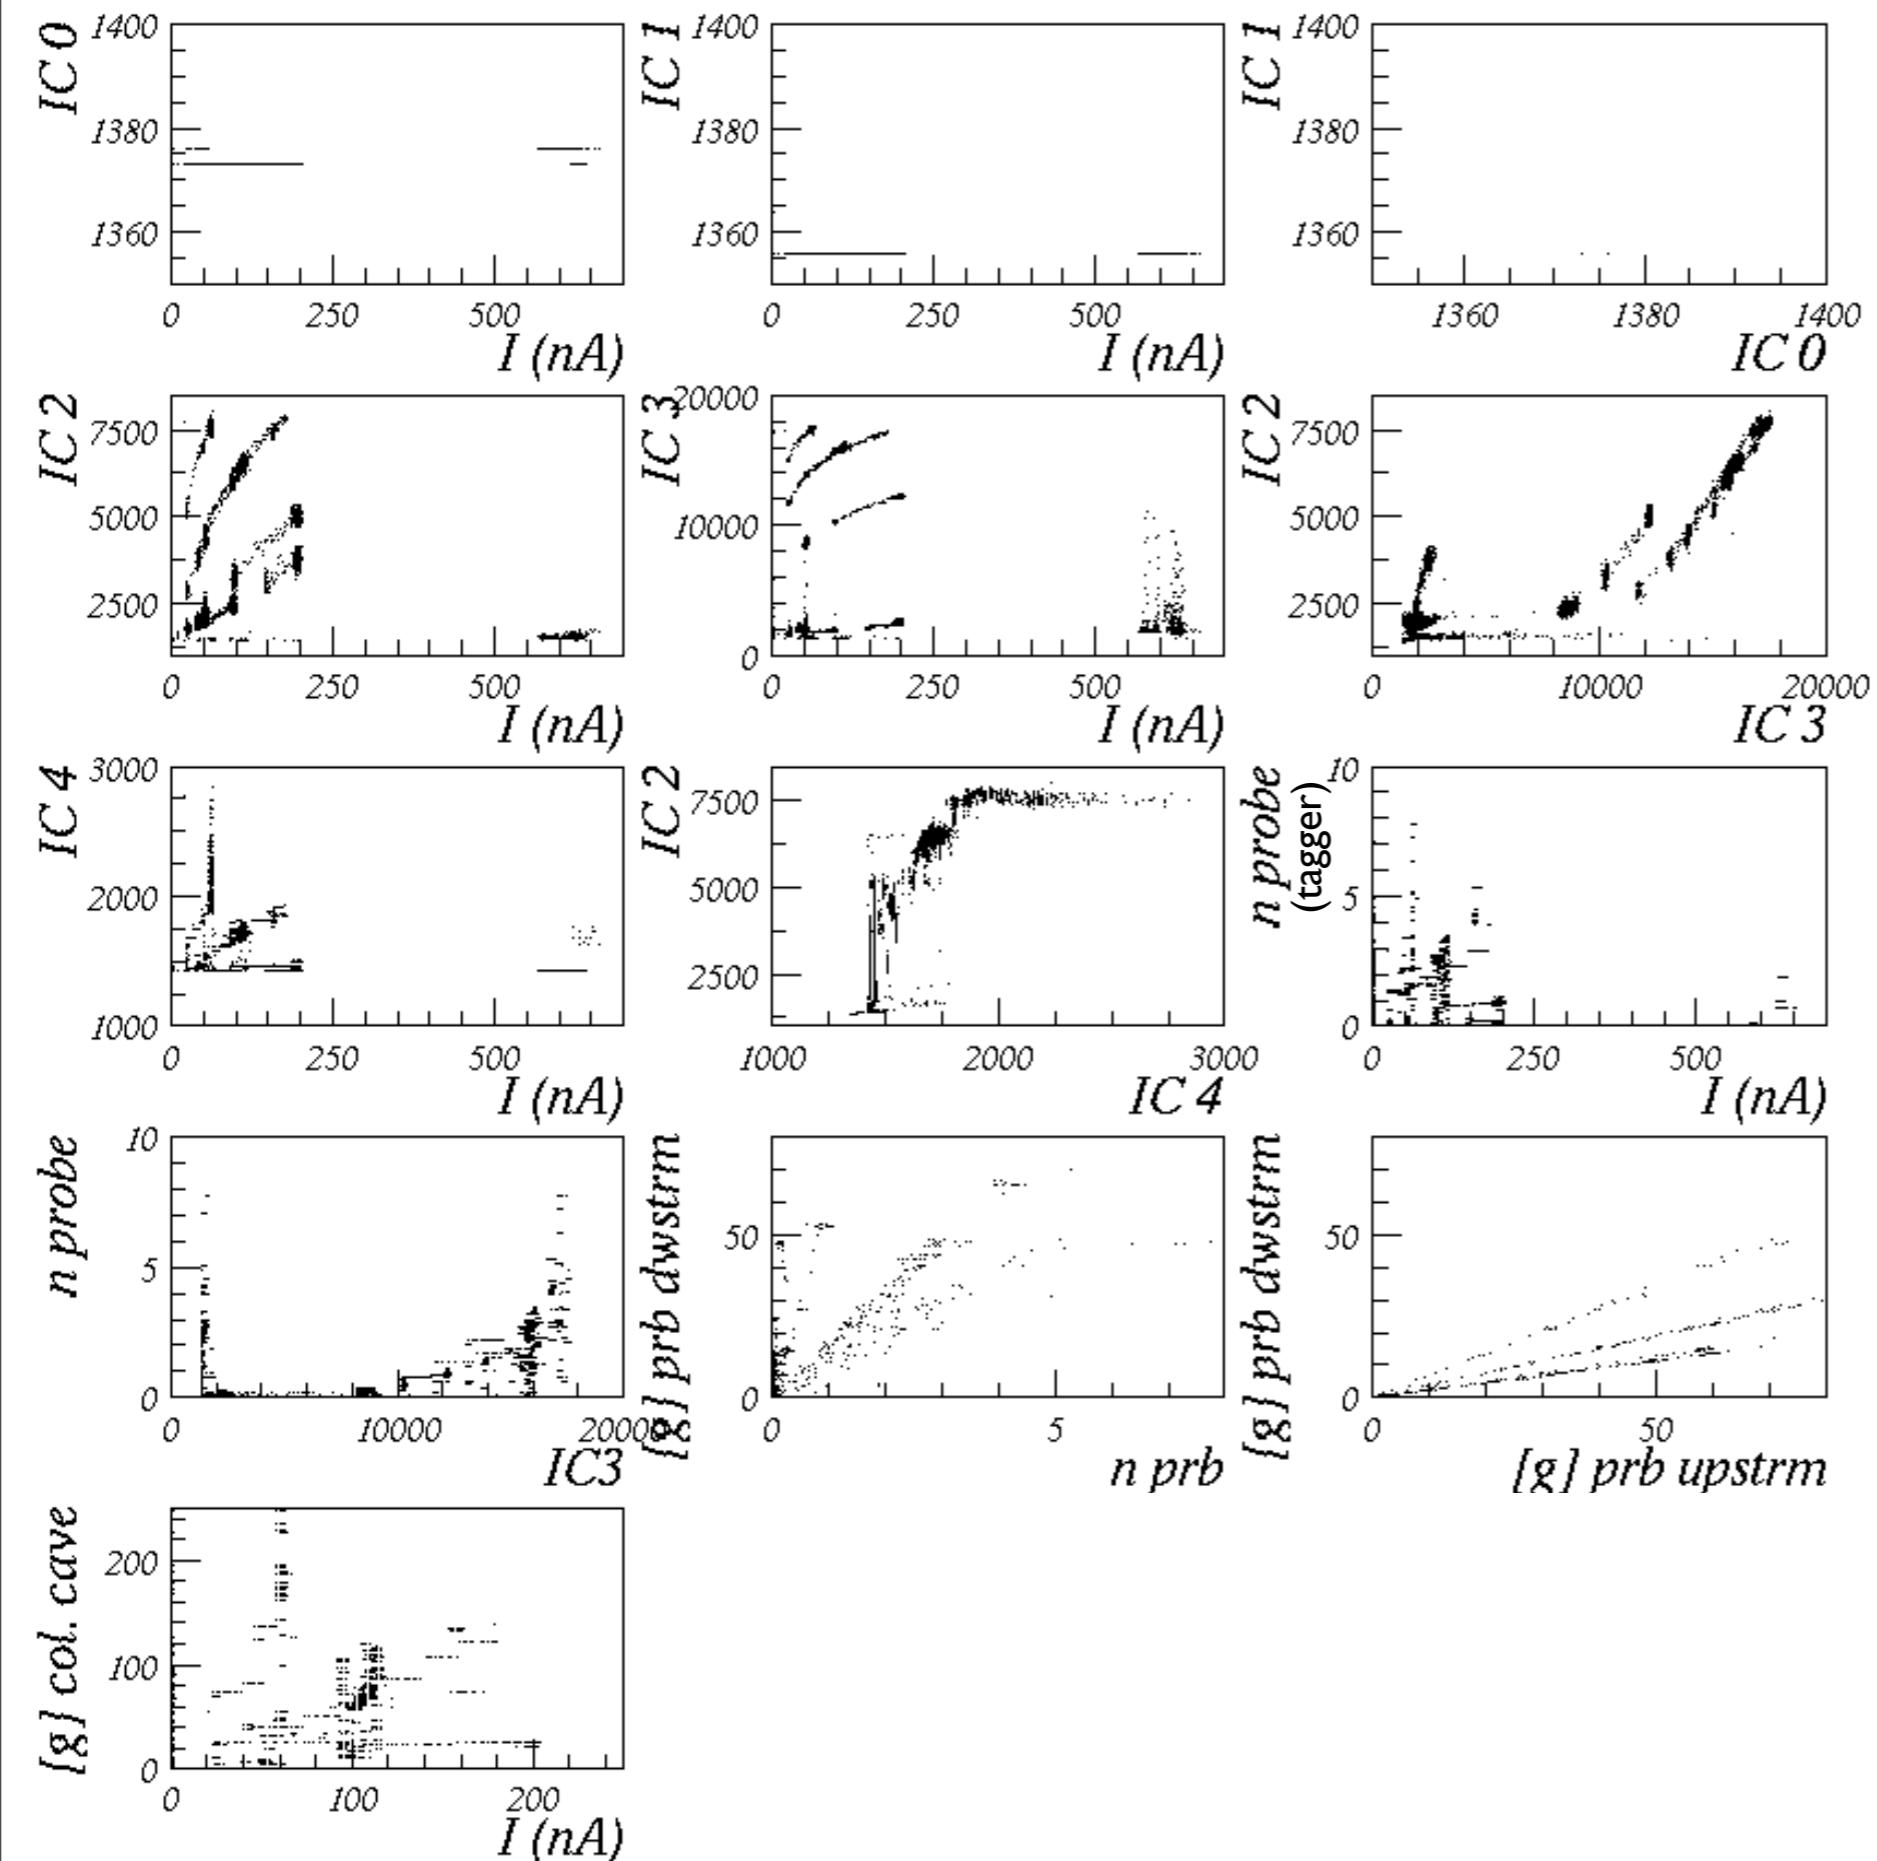 IC 0
1400
1380
1360
0 250 500
I (nA)
IC 1
1400
1380
1360
0 250 500
I (nA)
IC 1
1400
1380
1360
1360 1380 1400
IC 0
IC 2
7500
5000
2500
0 250 500
I (nA)
IC 3
20000
10000
0
0 250 500
I (nA)
IC 2
7500
5000
2500
0 10000 20000
IC 3
IC 4
3000
2000
1000
0 250 500
I (nA)
IC 2
7500
5000
2500
1000 2000 3000
IC 4
n probe
(tagger)
10
5
0
0 250 500
I (nA)
n probe
10
5
0
0 10000 20000
IC3
[g] prb dwstrm
50
0
0 5
n prb
[g] prb dwstrm
50
0
0 50
[g] prb upstrm
[g] col. cave
200
100
0
0 100 200
I (nA)